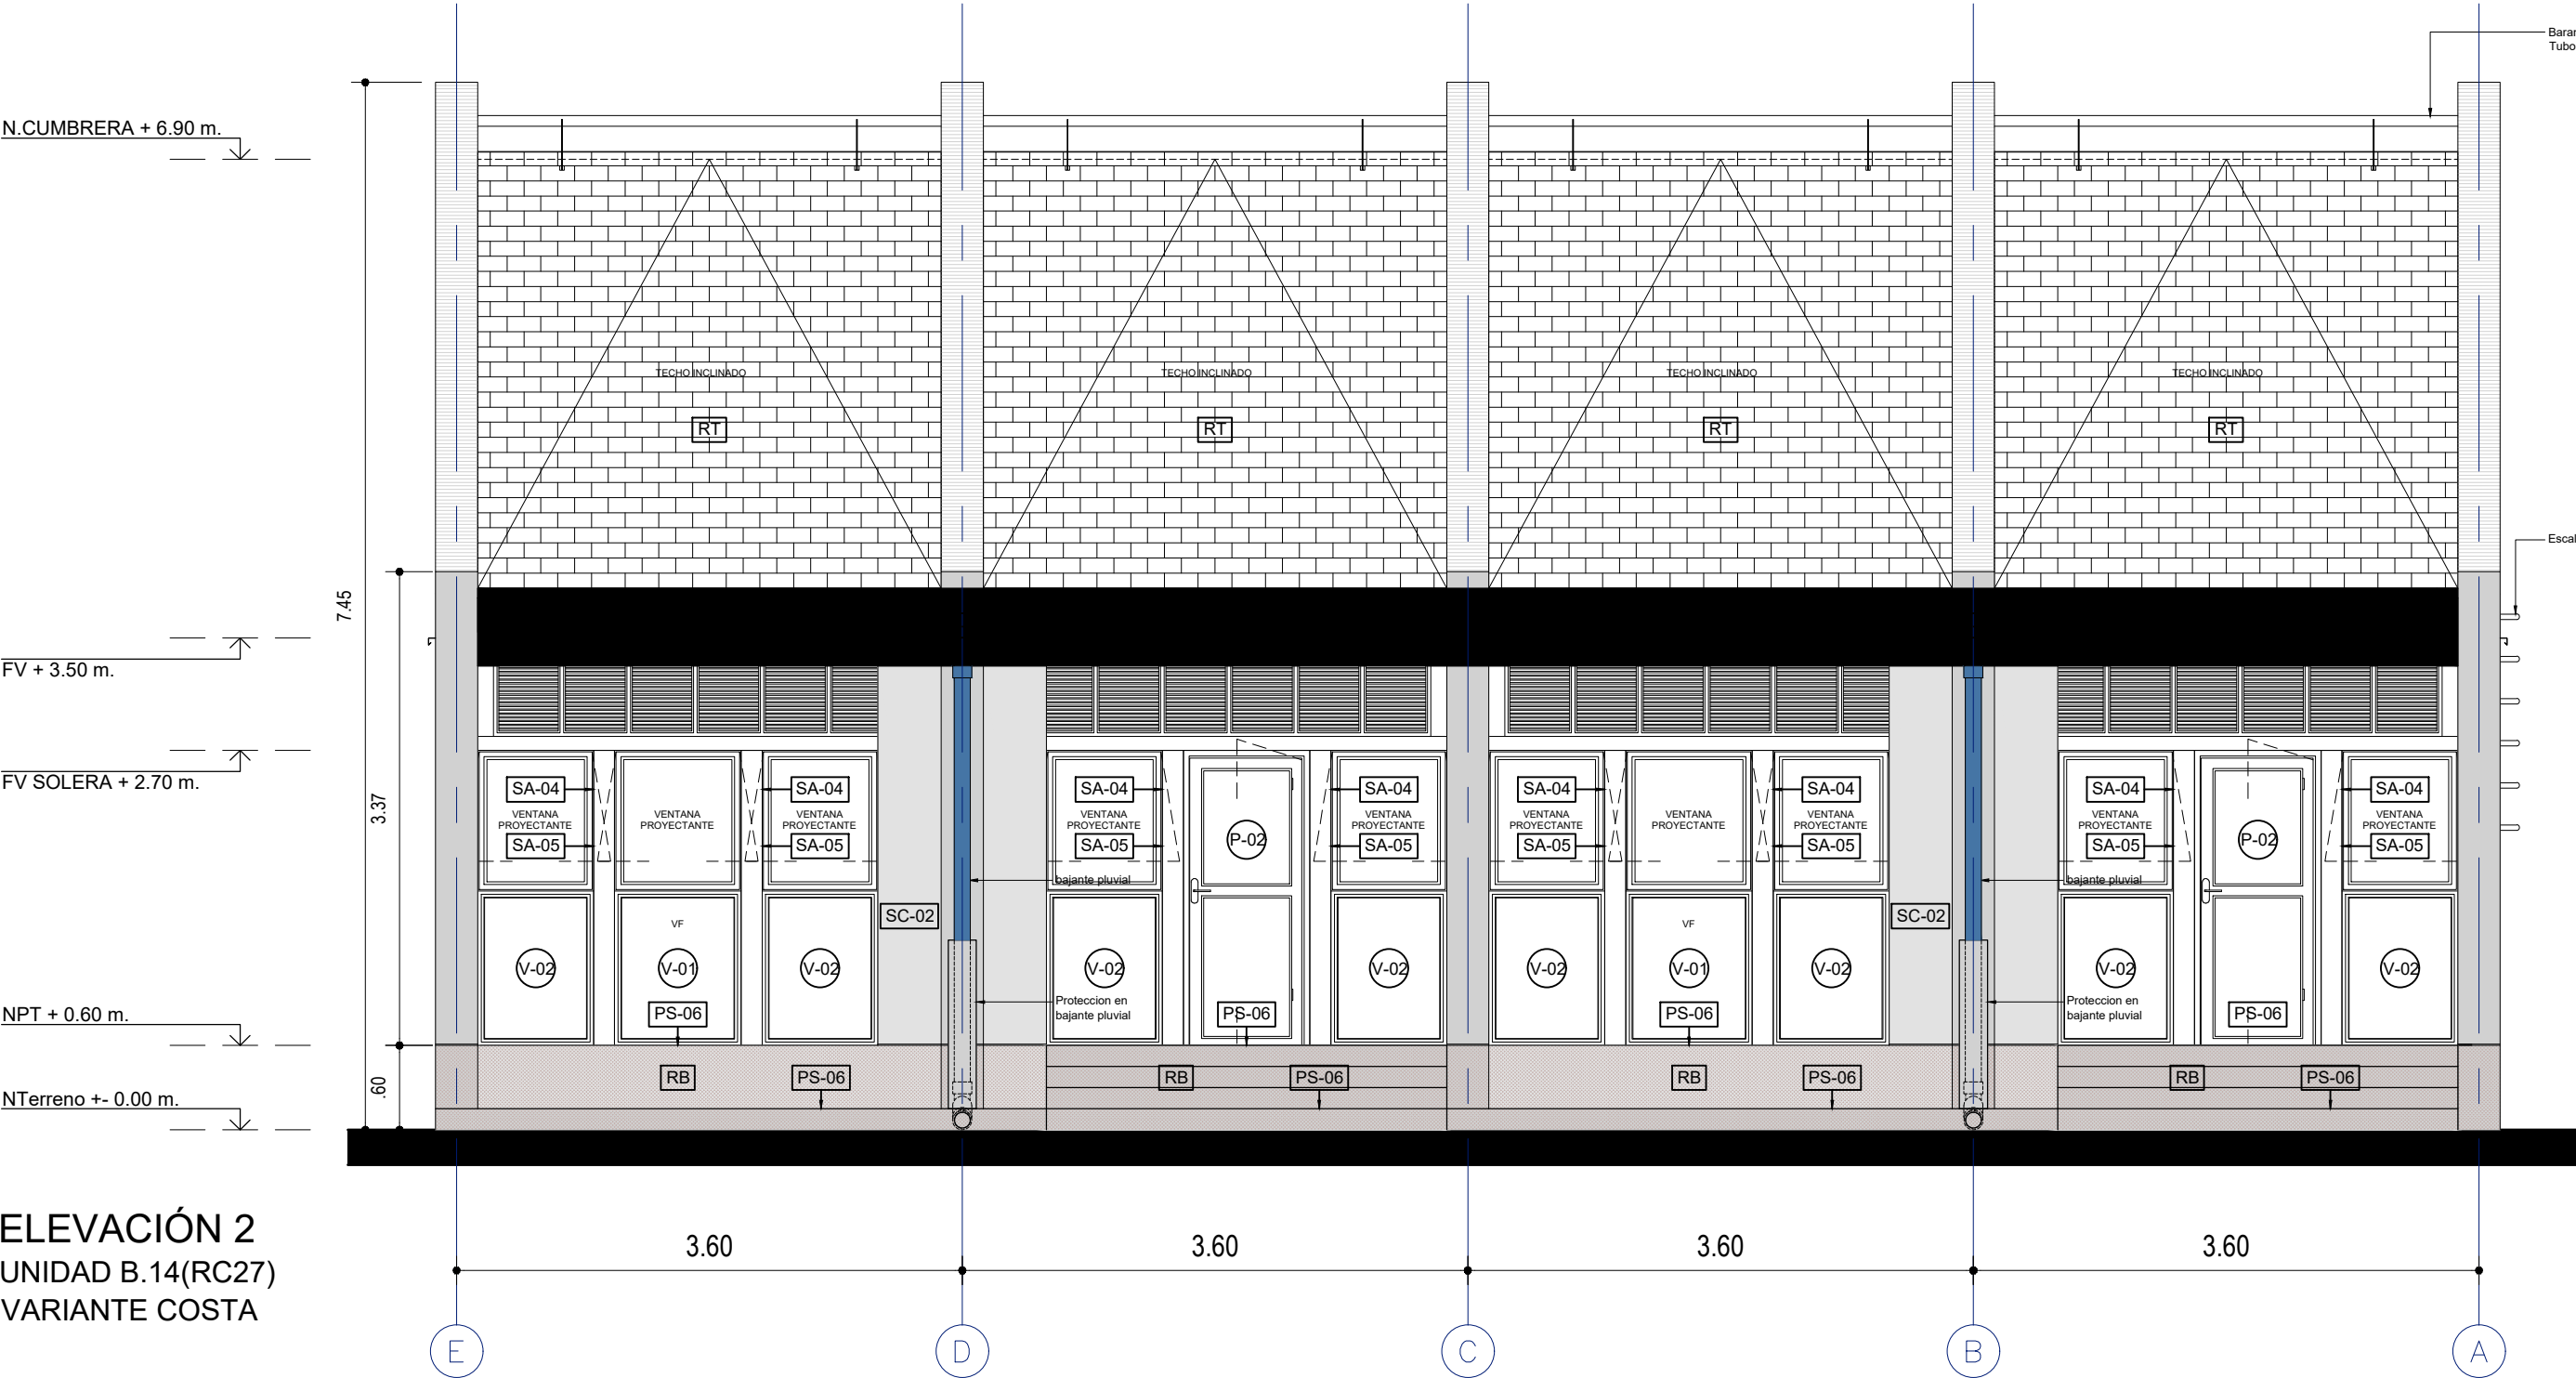 Baran
Tubo
N.CUMBRERA + 6.90 m.
TECHO INCLINADO
TECHO INCLINADO
TECHO INCLINADO
TECHO INCLINADO
RT
RT
RT
RT
Escal
7.45
FV + 3.50 m.
FV SOLERA + 2.70 m.
3.37
SA-04
SA-04
SA-04
SA-04
SA-04
SA-04
SA-04
SA-04
VENTANA
PROYECTANTE
VENTANA
PROYECTANTE
VENTANA
PROYECTANTE
VENTANA
PROYECTANTE
VENTANA
PROYECTANTE
VENTANA
PROYECTANTE
VENTANA
PROYECTANTE
VENTANA
PROYECTANTE
VENTANA
PROYECTANTE
VENTANA
PROYECTANTE
P-02
P-02
SA-05
SA-05
SA-05
SA-05
SA-05
SA-05
SA-05
SA-05
bajante pluvial
bajante pluvial
SC-02
SC-02
VF
VF
V-02
V-01
V-02
V-02
V-02
V-02
V-01
V-02
V-02
V-02
Proteccion en
bajante pluvial
Proteccion en
bajante pluvial
PS-06
PS-06
PS-06
PS-06
NPT + 0.60 m.
.60
RB
PS-06
RB
PS-06
RB
PS-06
RB
PS-06
NTerreno +- 0.00 m.
ELEVACIÓN 2
UNIDAD B.14(RC27)
VARIANTE COSTA
3.60
3.60
3.60
3.60
E
D
C
B
A